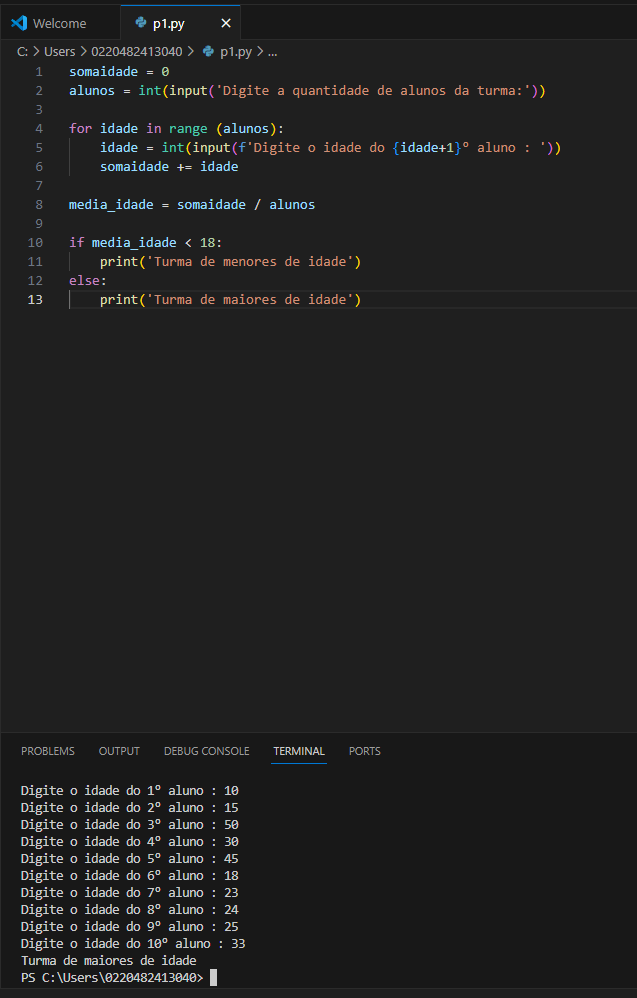 Welcome p1.py ×
C: > Users > 0220482413040 > p1.py > ...
1 somaidade = 0
2 alunos = int(input('Digite a quantidade de alunos da turma:'))
3
4 for idade in range (alunos):
5 idade = int(input(f'Digite o idade do {idade+1}º aluno : '))
6 somaidade += idade
7
8 media_idade = somaidade / alunos
9
10 if media_idade < 18:
11 print('Turma de menores de idade')
12 else:
13 print('Turma de maiores de idade')
PROBLEMS OUTPUT DEBUG CONSOLE TERMINAL PORTS
Digite o idade do 1º aluno : 10
Digite o idade do 2º aluno : 15
Digite o idade do 3º aluno : 50
Digite o idade do 4º aluno : 30
Digite o idade do 5º aluno : 45
Digite o idade do 6º aluno : 18
Digite o idade do 7º aluno : 23
Digite o idade do 8º aluno : 24
Digite o idade do 9º aluno : 25
Digite o idade do 10º aluno : 33
Turma de maiores de idade
PS C:\Users\0220482413040>